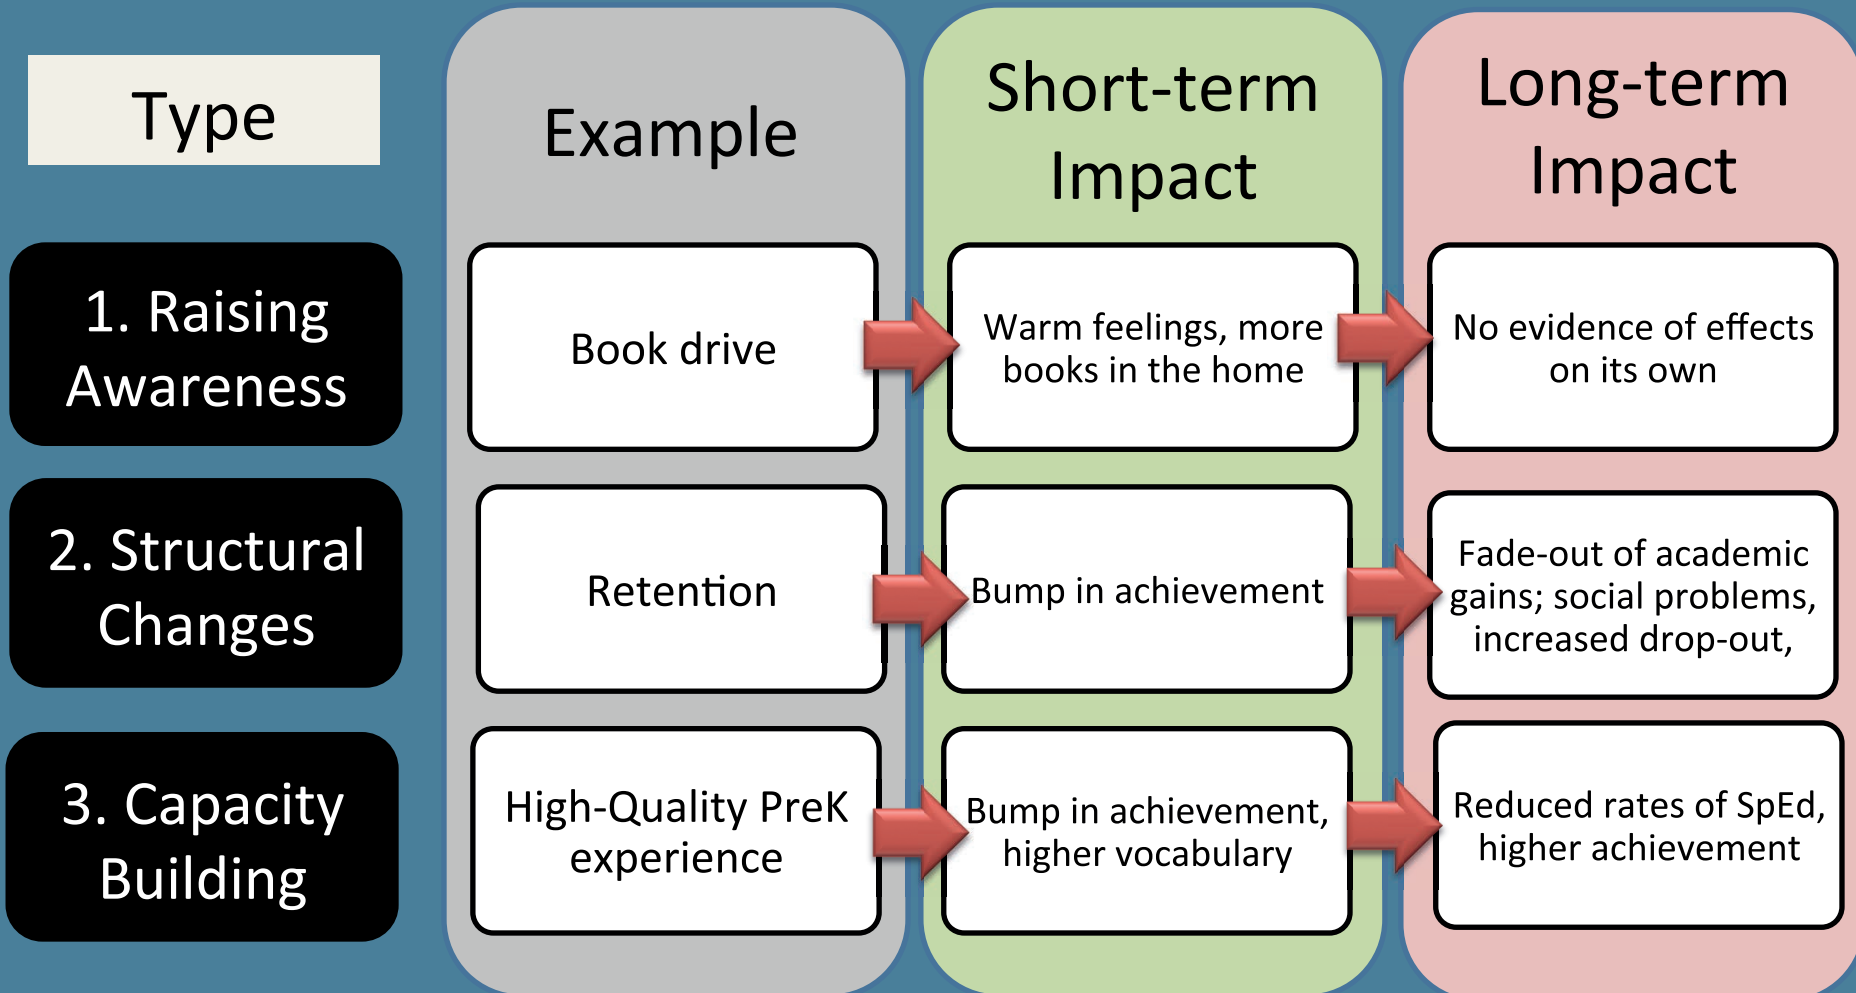 Type
Example
Short-term
Impact
Long-term
Impact
1. Raising
Awareness
Book drive
Warm feelings, more
books in the home
No evidence of effects
on its own
2. Structural
Changes
Retention
Bump in achievement
Fade-out of academic
gains; social problems,
increased drop-out,
3. Capacity
Building
High-Quality PreK
experience
Bump in achievement,
higher vocabulary
Reduced rates of SpEd,
higher achievement